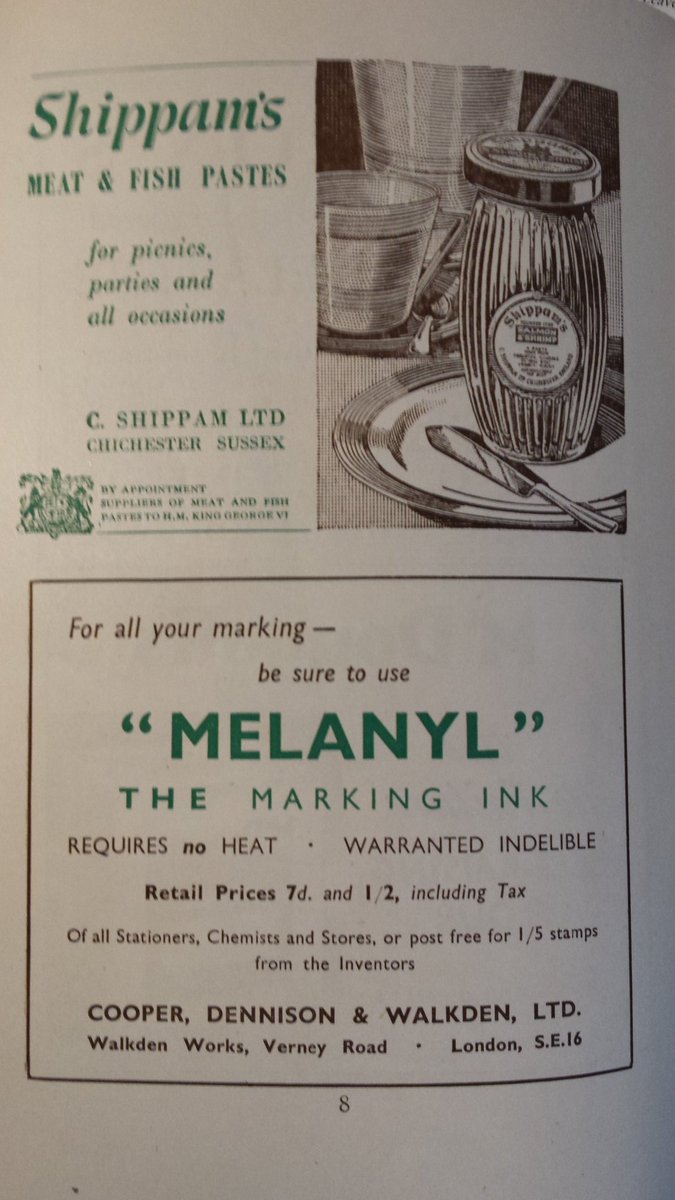 Shippam's
MEAT & FISH PASTES
for picnics,
parties and
all occasions
C. SHIPPAM LTD
CHICHESTER SUSSEX
BY APPOINTMENT
SUPPLIERS OF MEAT AND FISH
PASTES TO H.M. KING GEORGE VI
Shippam's
SALMON
& SHRIMP
For all your marking —
be sure to use
"MELANYL"
THE MARKING INK
REQUIRES no HEAT · WARRANTED INDELIBLE
Retail Prices 7d. and 1/2, including Tax
Of all Stationers, Chemists and Stores, or post free for 1/5 stamps
from the Inventors
COOPER, DENNISON & WALKDEN, LTD.
Walkden Works, Verney Road · London, S.E.16
8